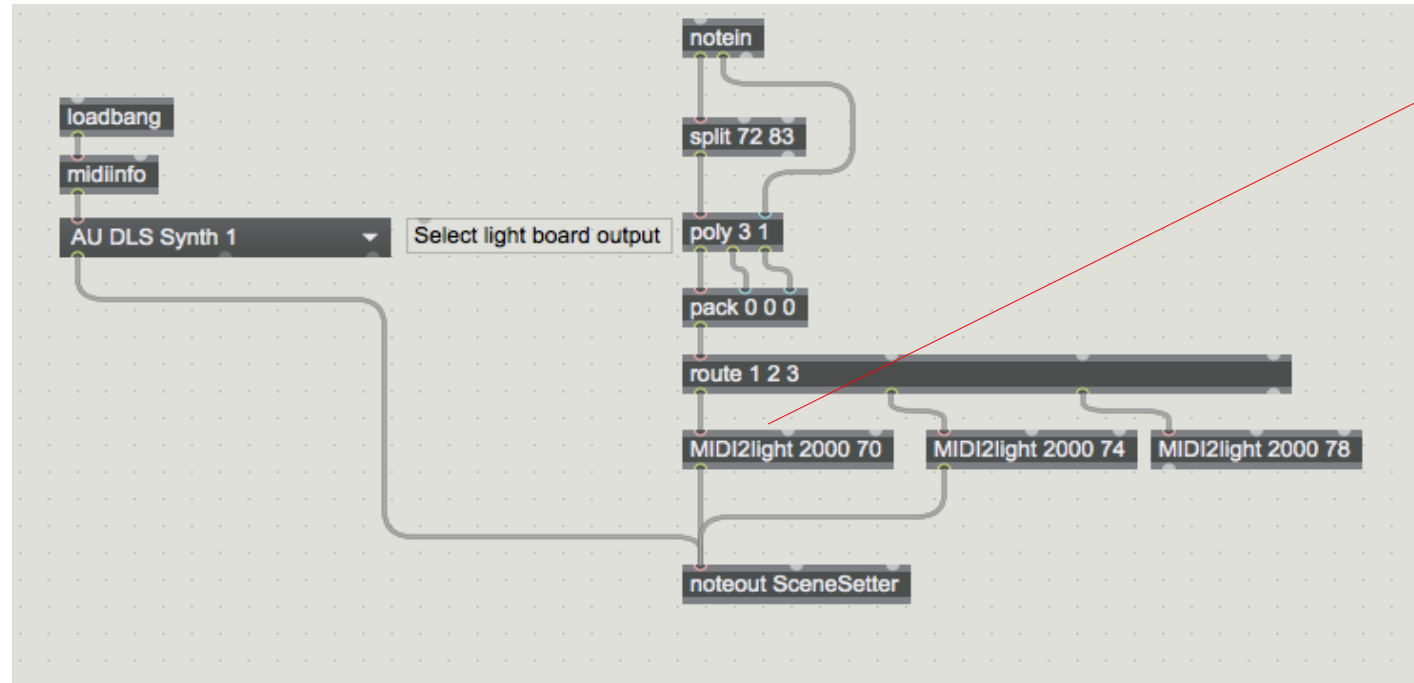 notein
loadbang
split 72 83
midiinfo
AU DLS Synth 1
Select light board output
poly 3 1
pack 0 0 0
route 1 2 3
MIDI2light 2000 70
MIDI2light 2000 74
MIDI2light 2000 78
noteout SceneSetter